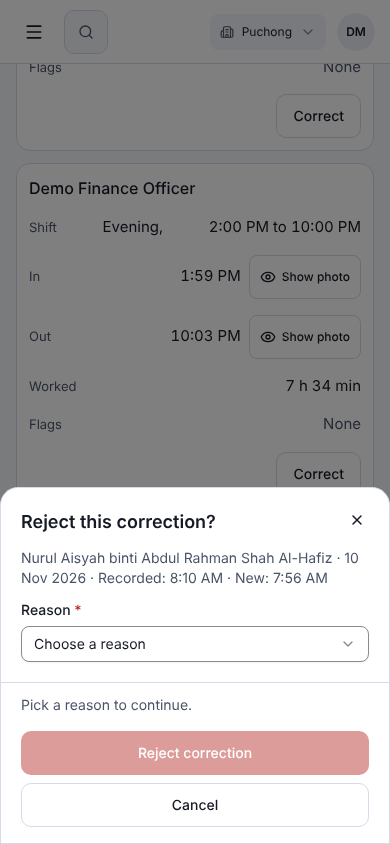 Puchong
DM
Flags None
Correct
Demo Finance Officer
Shift Evening, 2:00 PM to 10:00 PM
In 1:59 PM Show photo
Out 10:03 PM Show photo
Worked 7 h 34 min
Flags None
Correct
Reject this correction?
Nurul Aisyah binti Abdul Rahman Shah Al-Hafiz · 10
Nov 2026 · Recorded: 8:10 AM · New: 7:56 AM
Reason *
Choose a reason
Pick a reason to continue.
Reject correction
Cancel